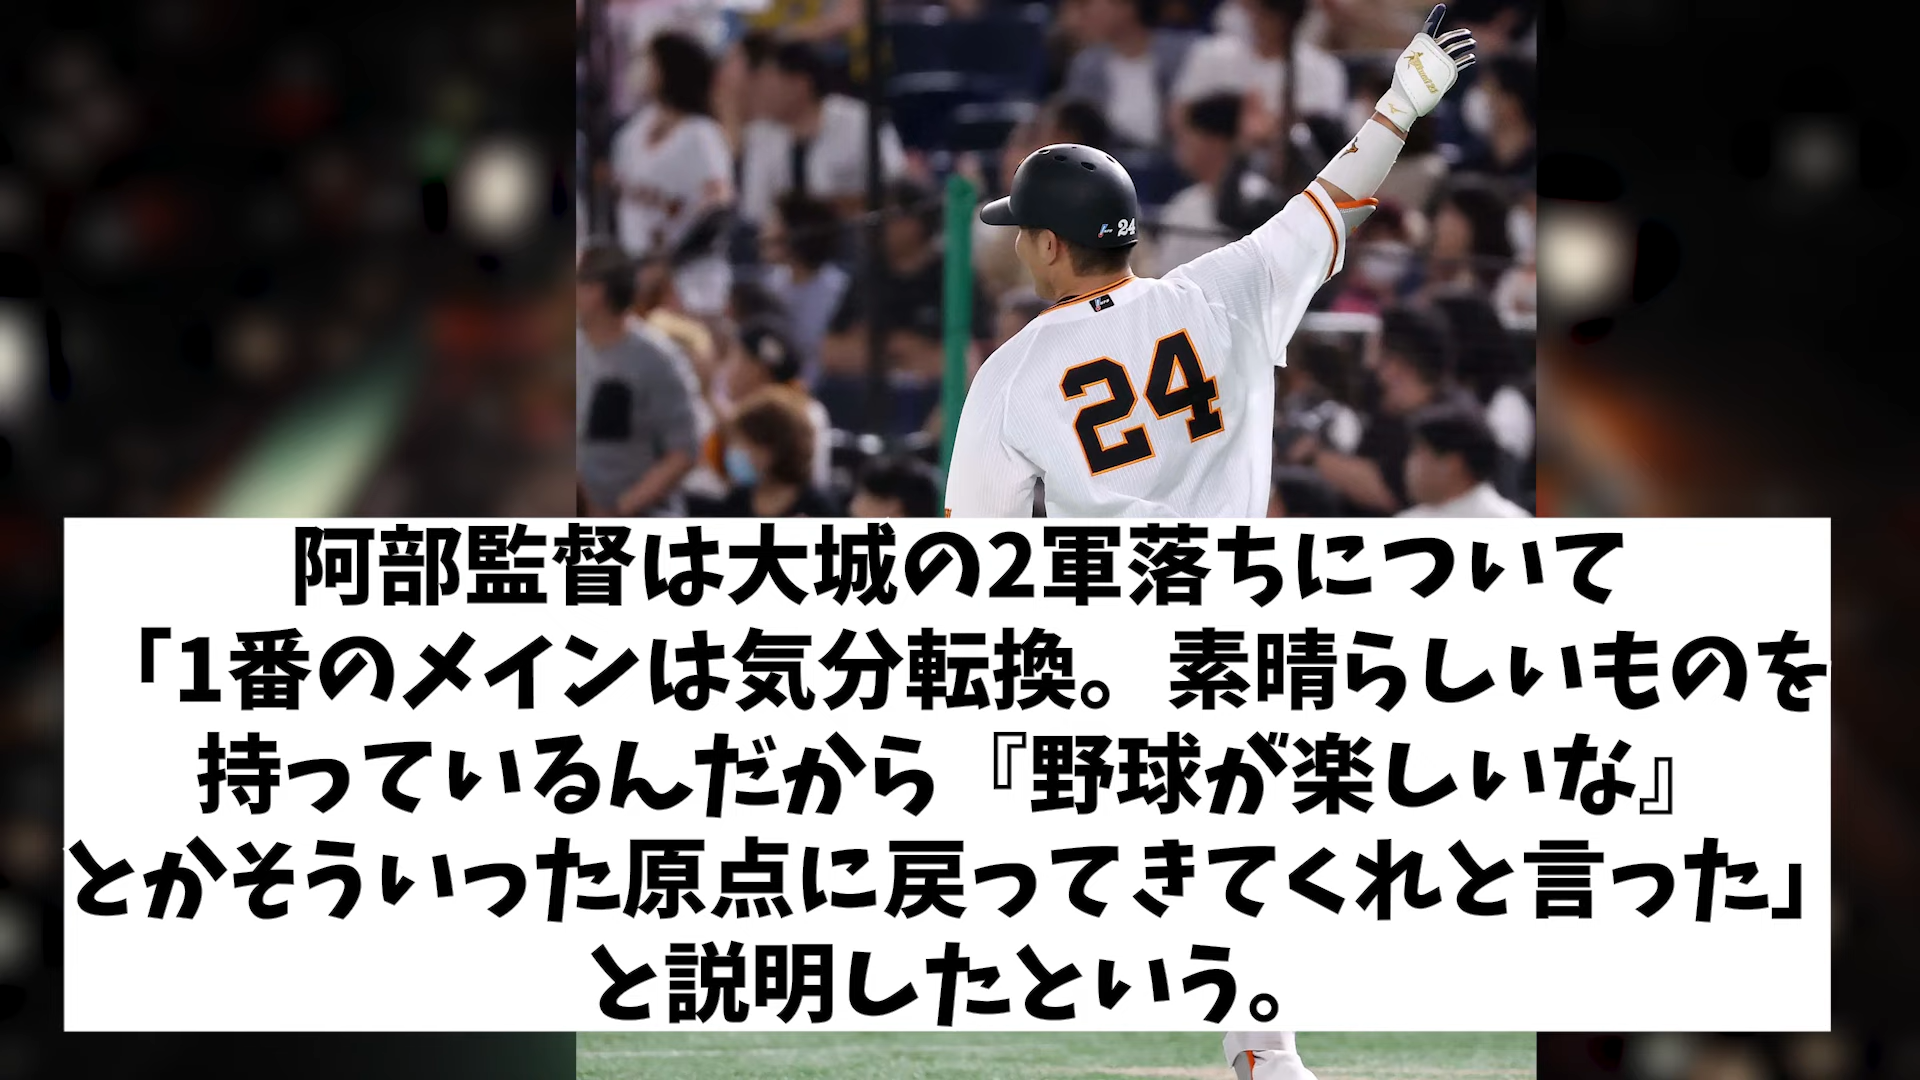 24
24
阿部監督は大城の2軍落ちについて
「1番のメインは気分転換。素晴らしいものを
持っているんだから『野球が楽しいな』
とかそういった原点に戻ってきてくれと言った」
と説明したという。